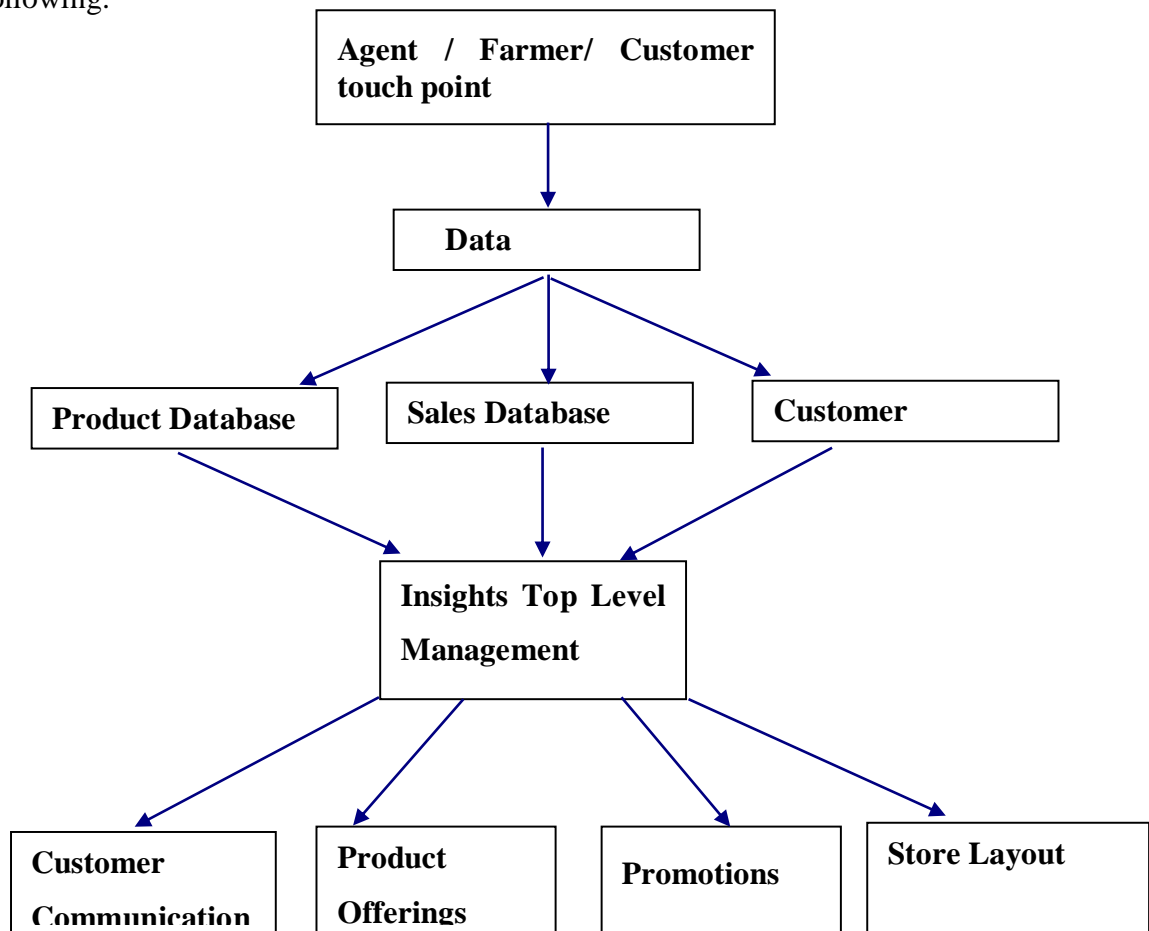 Agent / Farmer/ Customer
touch point
Data
Product Database
Sales Database
Customer
Insights Top Level
Management
Customer
Communication
Product
Offerings
Promotions
Store Layout